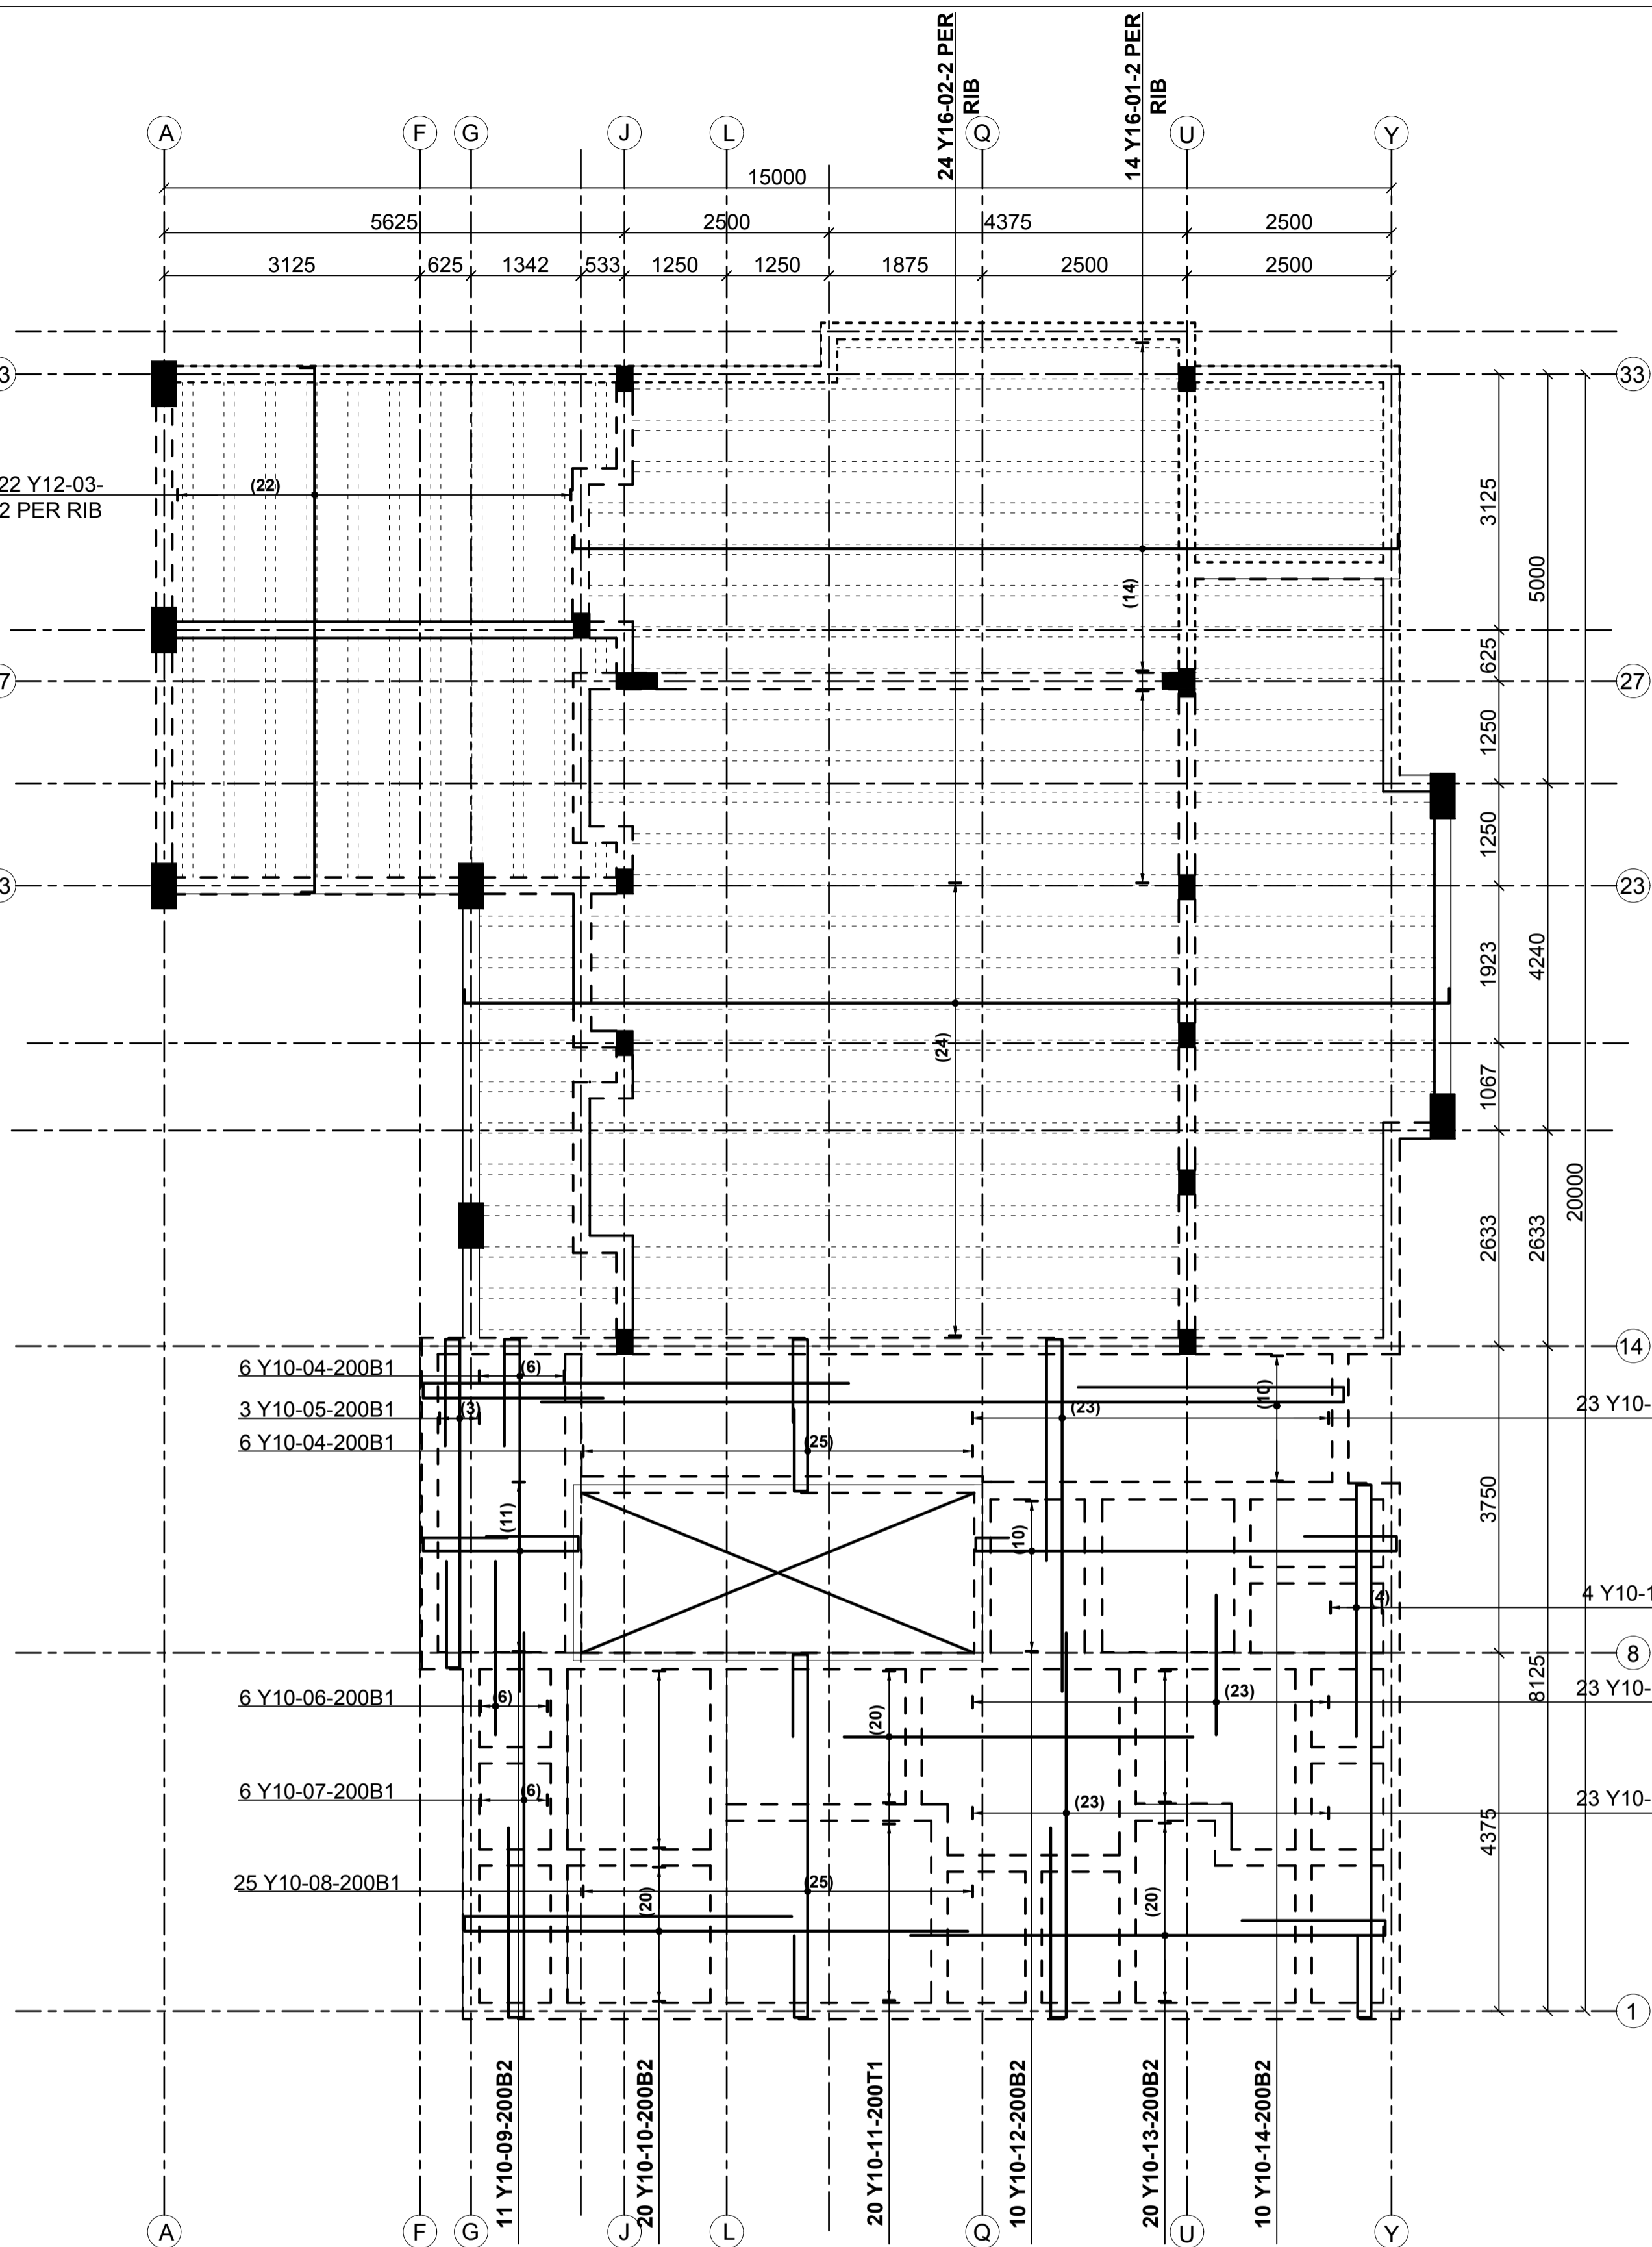 24 Y16-02-2 PER
RIB
14 Y16-01-2 PER
RIB
A
F
G
J
L
Q
U
Y
15000
5625
2500
4375
2500
3125
625
1342
533
1250
1250
1875
2500
2500
3
33
22 Y12-03-
2 PER RIB
(22)
3125
5000
(14)
625
7
27
1250
1250
3
23
1923
4240
(24)
1067
20000
2633
2633
14
6 Y10-04-200B1
(6)
(10)
3 Y10-05-200B1
(3)
(23)
23 Y10-
6 Y10-04-200B1
(25)
3750
(11)
(10)
(4)
4 Y10-1
8
8125
6 Y10-06-200B1
(6)
(20)
(23)
23 Y10-
6 Y10-07-200B1
(6)
(23)
23 Y10-
4375
25 Y10-08-200B1
(25)
(20)
(20)
1
11 Y10-09-200B2
20 Y10-10-200B2
20 Y10-11-200T1
10 Y10-12-200B2
20 Y10-13-200B2
10 Y10-14-200B2
A
F
G
J
L
Q
U
Y